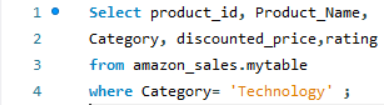 1 Select product_id, Product_Name,
2 Category, discounted_price,rating
3 from amazon_sales.mytable
4 where Category= 'Technology' ;